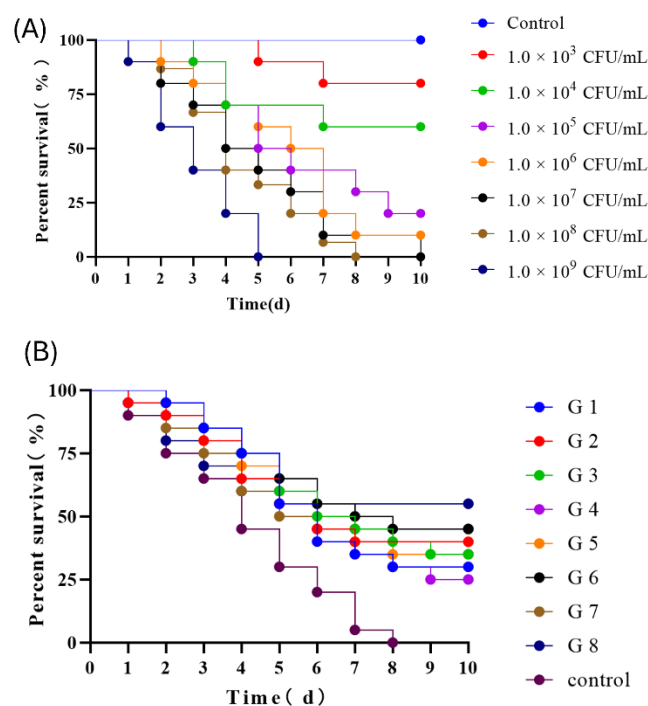 (A)
Percent survival( %)
100
50
0
0 1 2 3 4 5 6 7 8 9 10
Time(d)
Control
1.0 × 10³ CFU/mL
1.0 × 10⁴ CFU/mL
1.0 × 10⁵ CFU/mL
1.0 × 10⁶ CFU/mL
1.0 × 10⁷ CFU/mL
1.0 × 10⁸ CFU/mL
1.0 × 10⁹ CFU/mL
(B)
Percent survival( %)
100
75
50
25
0
0 1 2 3 4 5 6 7 8 9 10
Time( d)
G 1
G 2
G 3
G 4
G 5
G 6
G 7
G 8
control